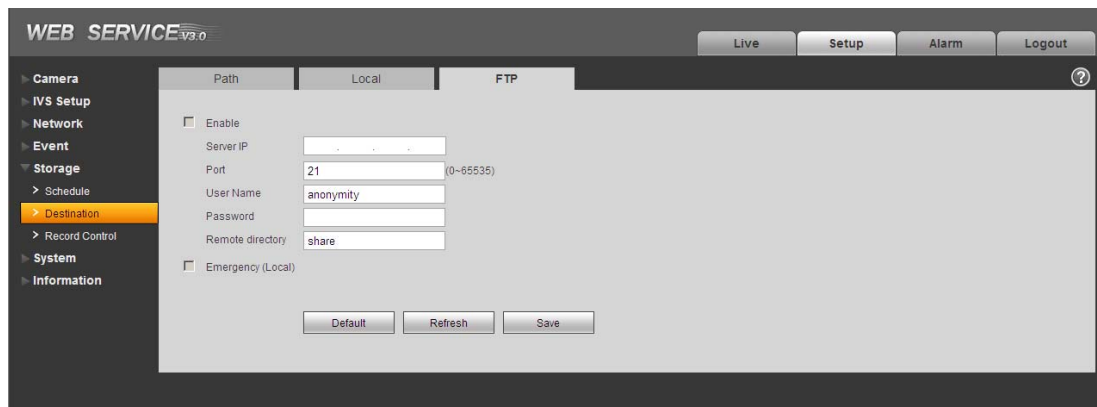 WEB SERVICE V3.0
Live Setup Alarm Logout
Camera
IVS Setup
Network
Event
Storage
> Schedule
> Destination
> Record Control
System
Information
Path Local FTP ?
Enable
Server IP . . .
Port 21 (0~65535)
User Name anonymity
Password
Remote directory share
Emergency (Local)
Default Refresh Save